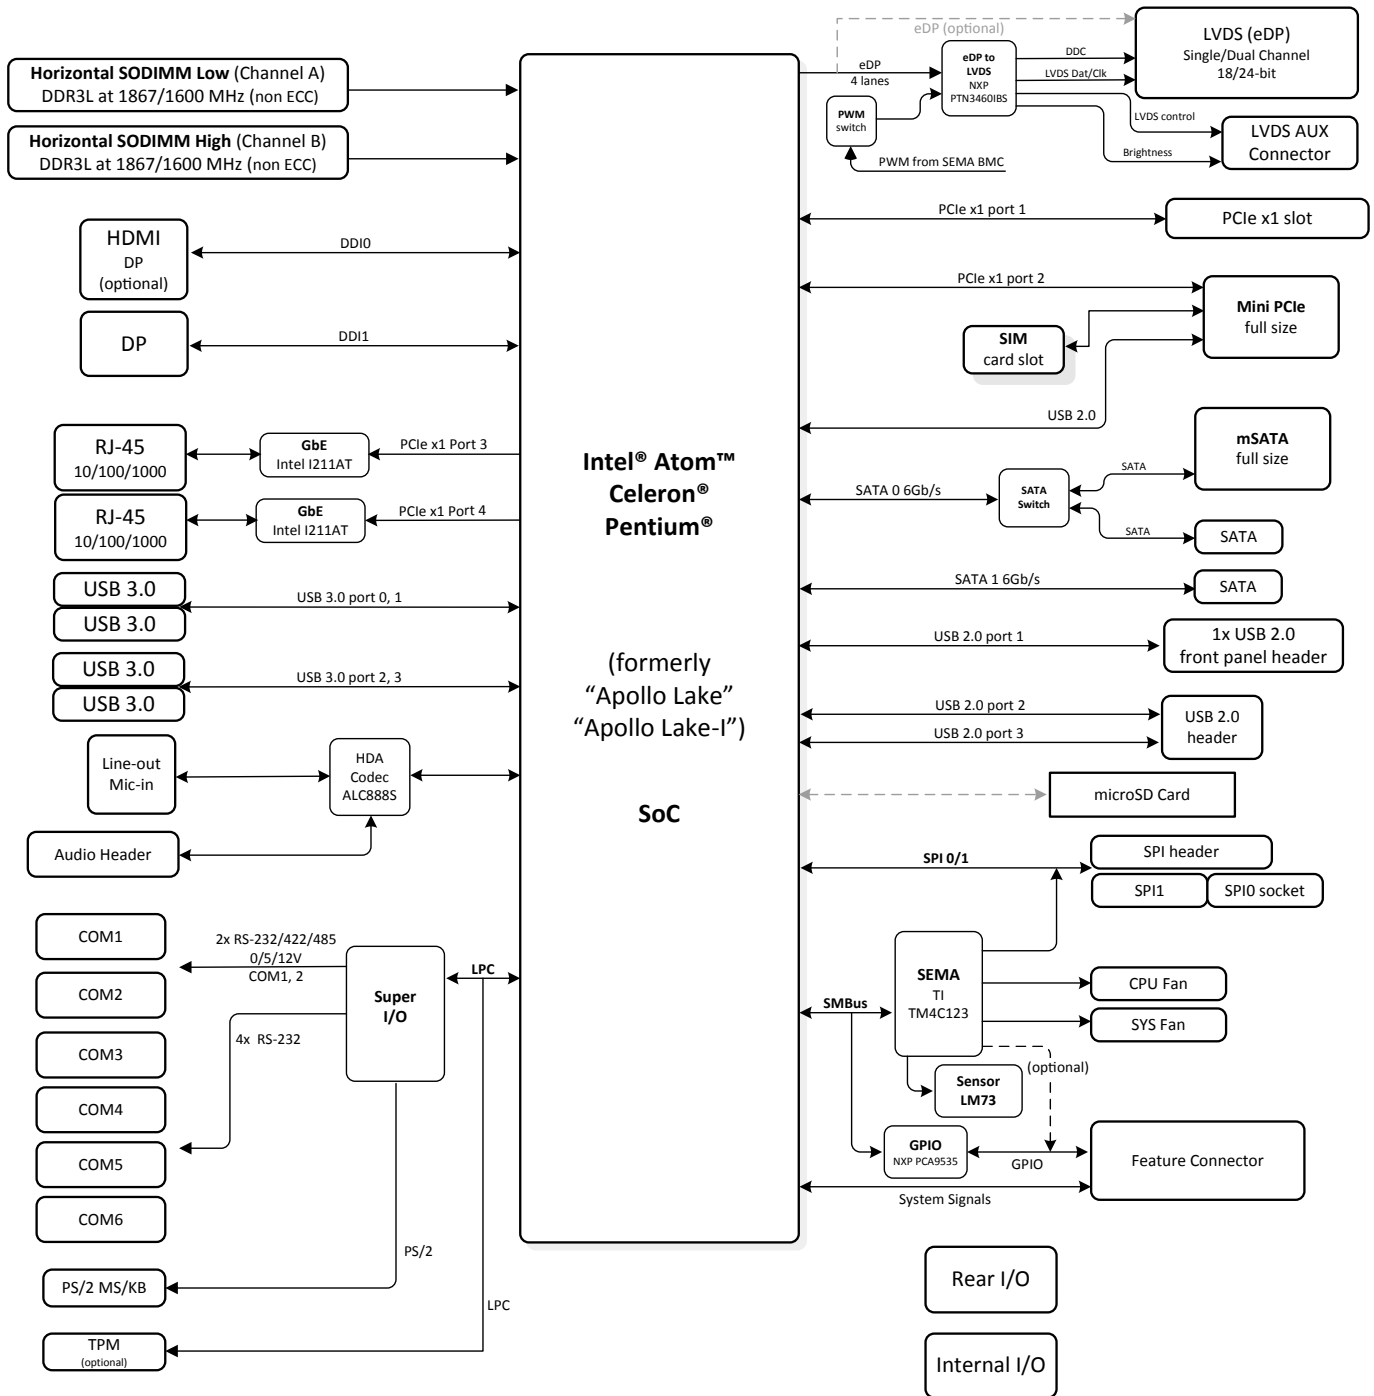 Horizontal SODIMM Low (Channel A)
DDR3L at 1867/1600 MHz (non ECC)
Horizontal SODIMM High (Channel B)
DDR3L at 1867/1600 MHz (non ECC)
HDMI
DP
(optional)
DDI0
DP
DDI1
RJ-45
10/100/1000
GbE
Intel I211AT
PCIe x1 Port 3
RJ-45
10/100/1000
GbE
Intel I211AT
PCIe x1 Port 4
USB 3.0
USB 3.0
USB 3.0 port 0, 1
USB 3.0
USB 3.0
USB 3.0 port 2, 3
Line-out
Mic-in
HDA
Codec
ALC888S
Audio Header
COM1
COM2
COM3
COM4
COM5
COM6
2x RS-232/422/485
0/5/12V
COM1, 2
4x RS-232
Super
I/O
LPC
PS/2
PS/2 MS/KB
LPC
TPM
(optional)
Intel® Atom™
Celeron®
Pentium®
(formerly
“Apollo Lake”
“Apollo Lake-I”)
SoC
eDP (optional)
eDP
4 lanes
eDP to
LVDS
NXP
PTN3460IBS
PWM
switch
PWM from SEMA BMC
DDC
LVDS Dat/Clk
LVDS control
Brightness
LVDS (eDP)
Single/Dual Channel
18/24-bit
LVDS AUX
Connector
PCIe x1 port 1
PCIe x1 slot
PCIe x1 port 2
Mini PCIe
full size
SIM
card slot
USB 2.0
mSATA
full size
SATA 0 6Gb/s
SATA
Switch
SATA
SATA
SATA
SATA 1 6Gb/s
SATA
USB 2.0 port 1
1x USB 2.0
front panel header
USB 2.0 port 2
USB 2.0 port 3
USB 2.0
header
microSD Card
SPI 0/1
SPI header
SPI1
SPI0 socket
SEMA
TI
TM4C123
SMBus
CPU Fan
SYS Fan
(optional)
Sensor
LM73
GPIO
NXP PCA9535
GPIO
Feature Connector
System Signals
Rear I/O
Internal I/O